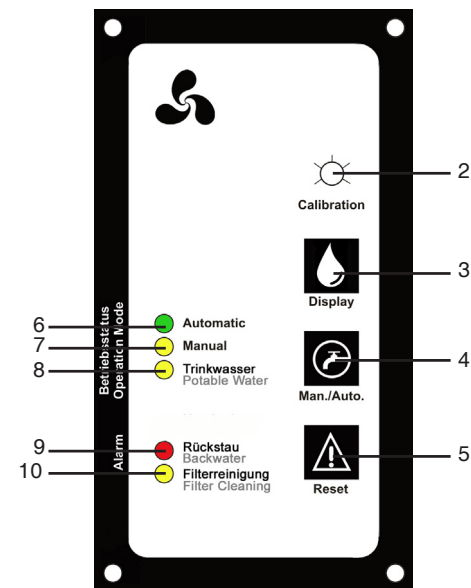 2
Calibration
3
Display
Betriebsstatus
Operation Mode
6
Automatic
7
Manual
8
Trinkwasser
Potable Water
4
Man./Auto.
Alarm
9
Rückstau
Backwater
10
Filterreinigung
Filter Cleaning
5
Reset